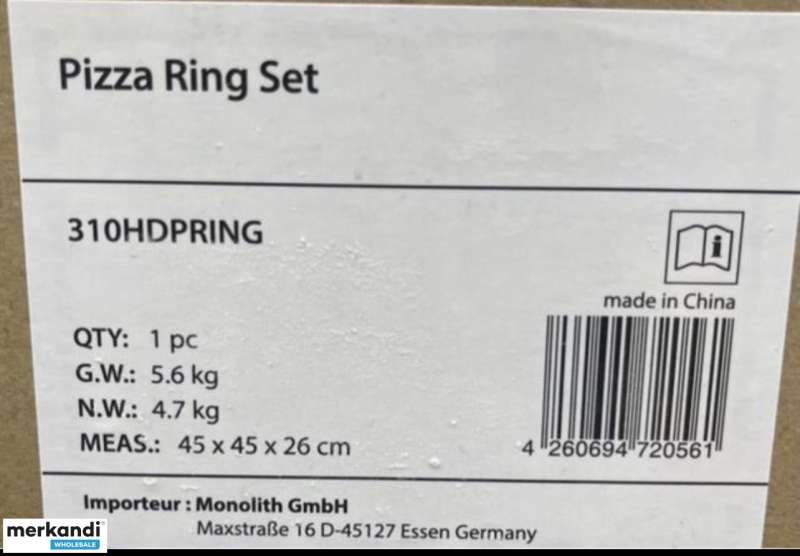 Pizza Ring Set
310HDPRING
made in China
QTY: 1 pc
G.W.: 5.6 kg
N.W.: 4.7 kg
MEAS.: 45 x 45 x 26 cm
4 260694 720561
Importeur : Monolith GmbH
Maxstraße 16 D-45127 Essen Germany
merkandi
WHOLESALE